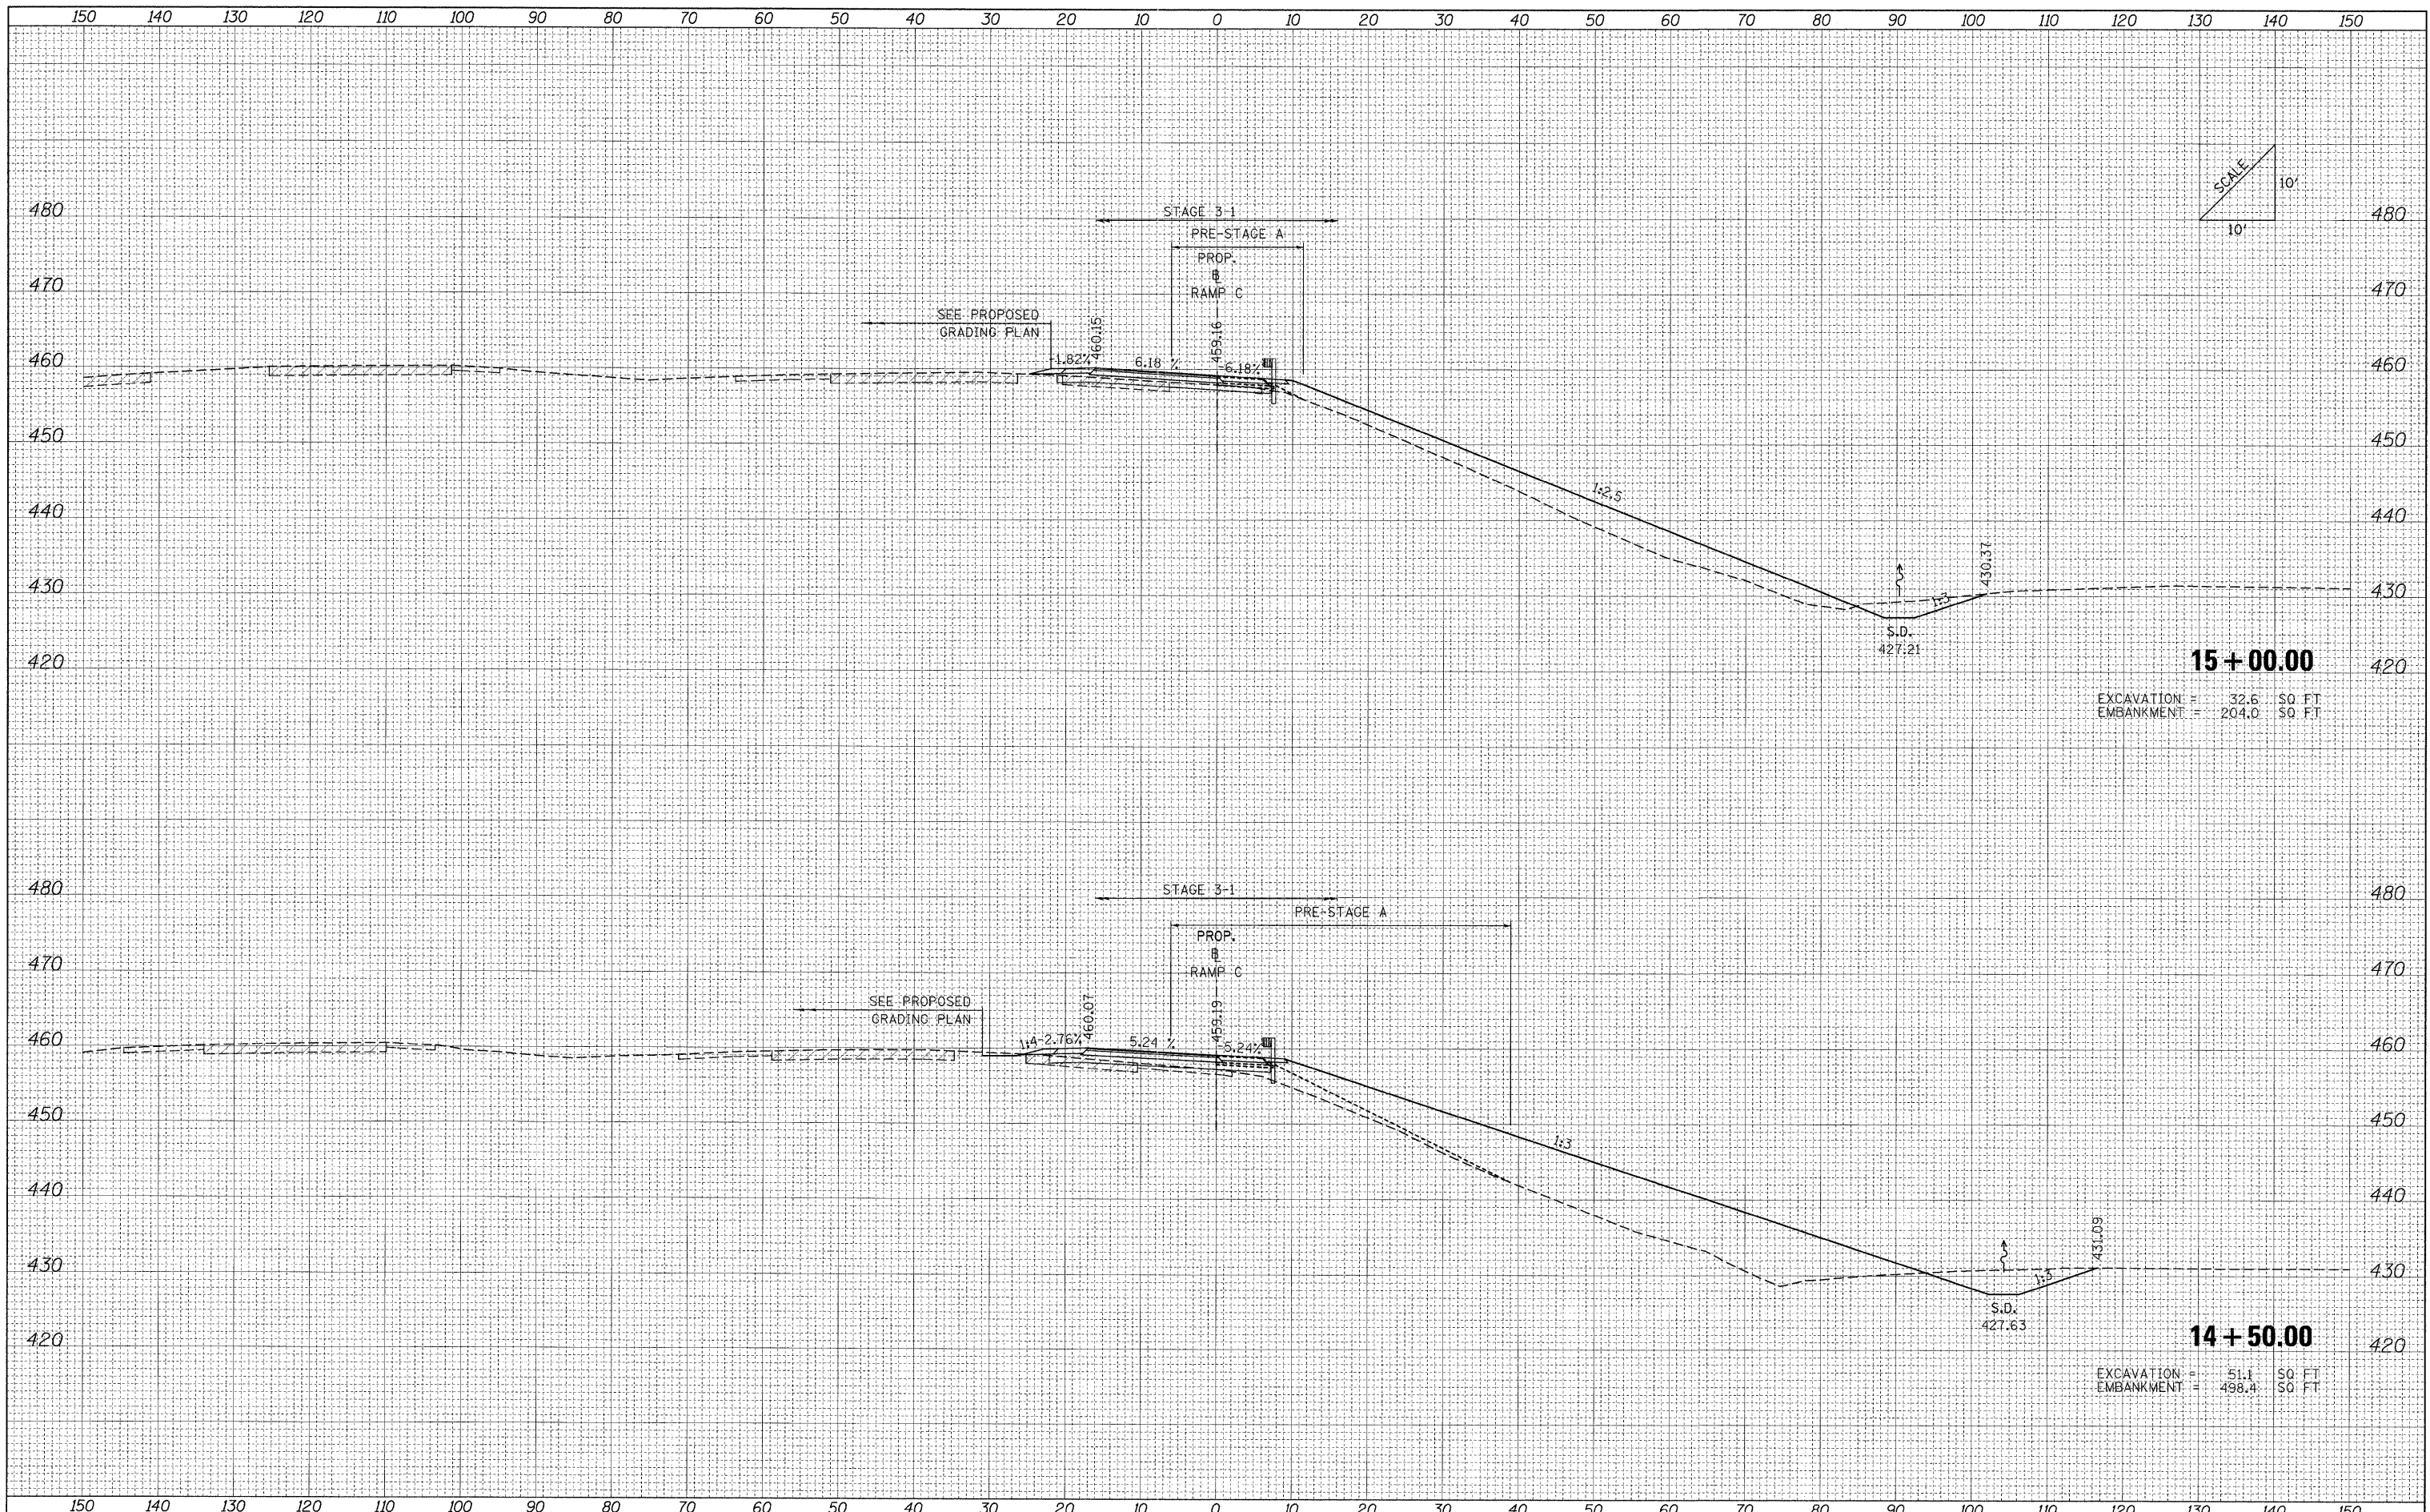 150 140 130 120 110 100 90 80 70 60 50 40 30 20 10 0 10 20 30 40 50 60 70 80 90 100 110 120 130 140 150
SCALE
10'
10'
480 STAGE 3-1 480
PRE-STAGE A
PROP.
RAMP C
470 470
SEE PROPOSED
GRADING PLAN
460.15
459.16
460 -1.82% 6.18 % -6.18% 460
450 450
1:2.5
440 440
430.37
430 1:3 430
S.D.
427.21
420 15+00.00 420
EXCAVATION = 32.6 SQ FT
EMBANKMENT = 204.0 SQ FT
480 STAGE 3-1 480
PRE-STAGE A
PROP.
RAMP C
470 470
SEE PROPOSED
GRADING PLAN
460.07
459.19
460 1:4 -2.76% 5.24 % -5.24% 460
450 450
1:3
440 440
431.09
430 1:3 430
S.D.
427.63
420 14+50.00 420
EXCAVATION = 51.1 SQ FT
EMBANKMENT = 498.4 SQ FT
150 140 130 120 110 100 90 80 70 60 50 40 30 20 10 0 10 20 30 40 50 60 70 80 90 100 110 120 130 140 150